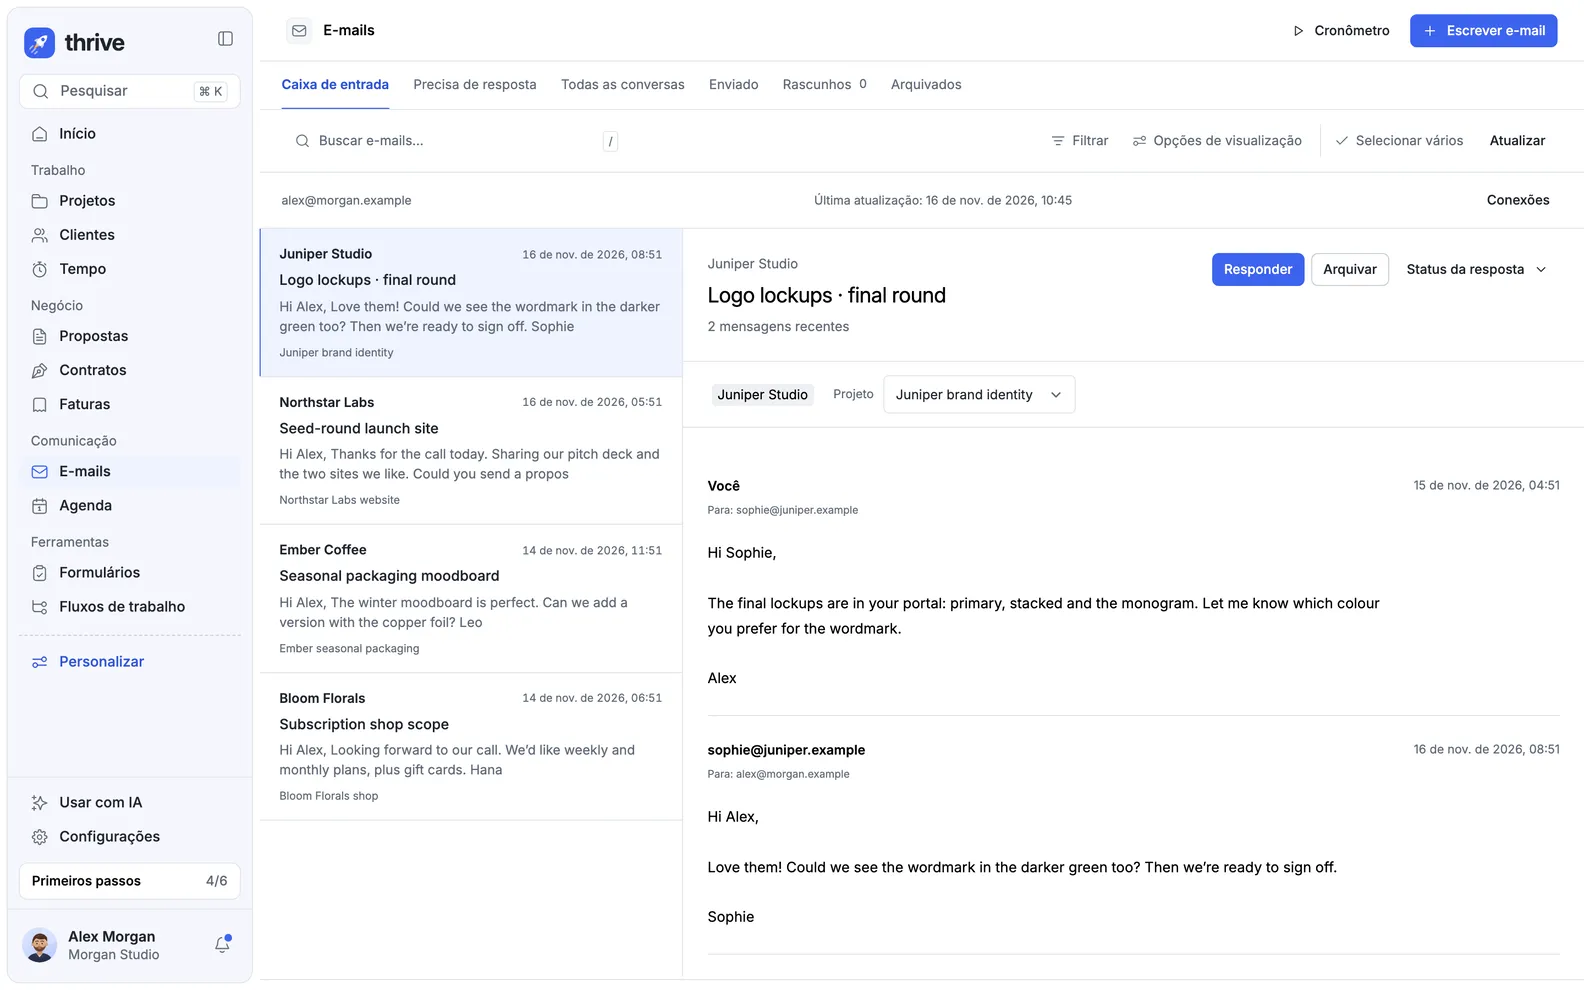 thrive
Pesquisar ⌘ K
Início
Trabalho
Projetos
Clientes
Tempo
Negócio
Propostas
Contratos
Faturas
Comunicação
E-mails
Agenda
Ferramentas
Formulários
Fluxos de trabalho
Personalizar
Usar com IA
Configurações
Primeiros passos 4/6
Alex Morgan
Morgan Studio
E-mails
Cronômetro
+ Escrever e-mail
Caixa de entrada Precisa de resposta Todas as conversas Enviado Rascunhos 0 Arquivados
Buscar e-mails... /
Filtrar Opções de visualização Selecionar vários Atualizar
alex@morgan.example Última atualização: 16 de nov. de 2026, 10:45 Conexões
Juniper Studio 16 de nov. de 2026, 08:51
Logo lockups · final round
Hi Alex, Love them! Could we see the wordmark in the darker
green too? Then we’re ready to sign off. Sophie
Juniper brand identity
Northstar Labs 16 de nov. de 2026, 05:51
Seed-round launch site
Hi Alex, Thanks for the call today. Sharing our pitch deck and
the two sites we like. Could you send a propos
Northstar Labs website
Ember Coffee 14 de nov. de 2026, 11:51
Seasonal packaging moodboard
Hi Alex, The winter moodboard is perfect. Can we add a
version with the copper foil? Leo
Ember seasonal packaging
Bloom Florals 14 de nov. de 2026, 06:51
Subscription shop scope
Hi Alex, Looking forward to our call. We’d like weekly and
monthly plans, plus gift cards. Hana
Bloom Florals shop
Juniper Studio
Logo lockups · final round
2 mensagens recentes
Responder Arquivar Status da resposta
Juniper Studio Projeto Juniper brand identity
Você 15 de nov. de 2026, 04:51
Para: sophie@juniper.example
Hi Sophie,
The final lockups are in your portal: primary, stacked and the monogram. Let me know which colour
you prefer for the wordmark.
Alex
sophie@juniper.example 16 de nov. de 2026, 08:51
Para: alex@morgan.example
Hi Alex,
Love them! Could we see the wordmark in the darker green too? Then we’re ready to sign off.
Sophie